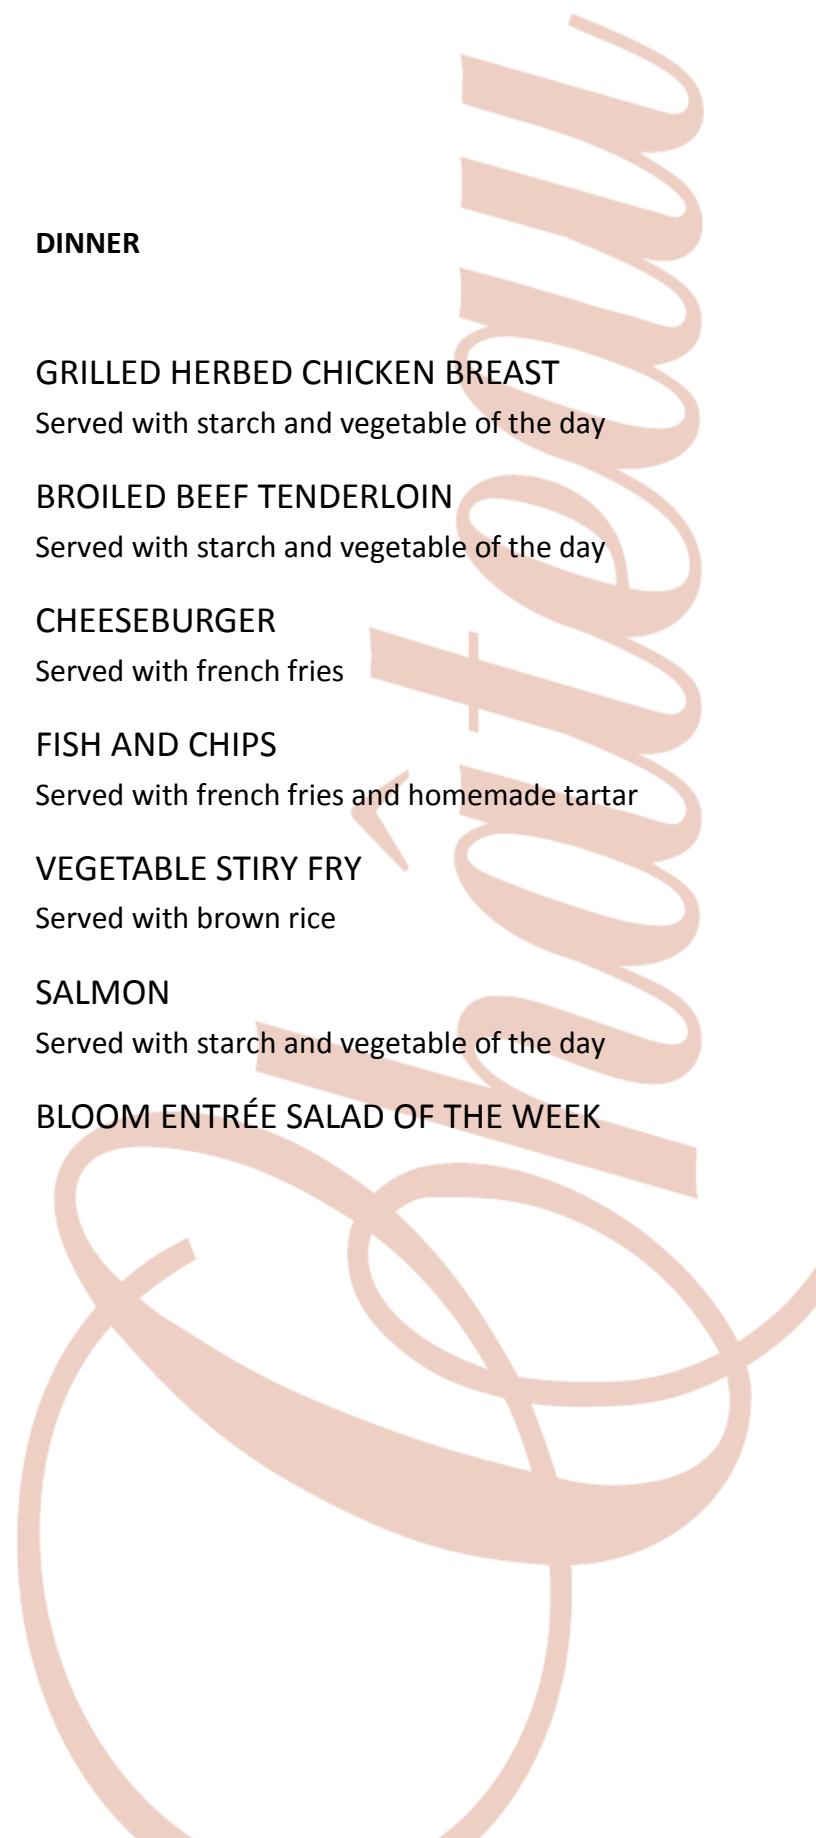 DINNER
GRILLED HERBED CHICKEN BREAST
Served with starch and vegetable of the day
BROILED BEEF TENDERLOIN
Served with starch and vegetable of the day
CHEESEBURGER
Served with french fries
FISH AND CHIPS
Served with french fries and homemade tartar
VEGETABLE STIRY FRY
Served with brown rice
SALMON
Served with starch and vegetable of the day
BLOOM ENTRÉE SALAD OF THE WEEK
Château